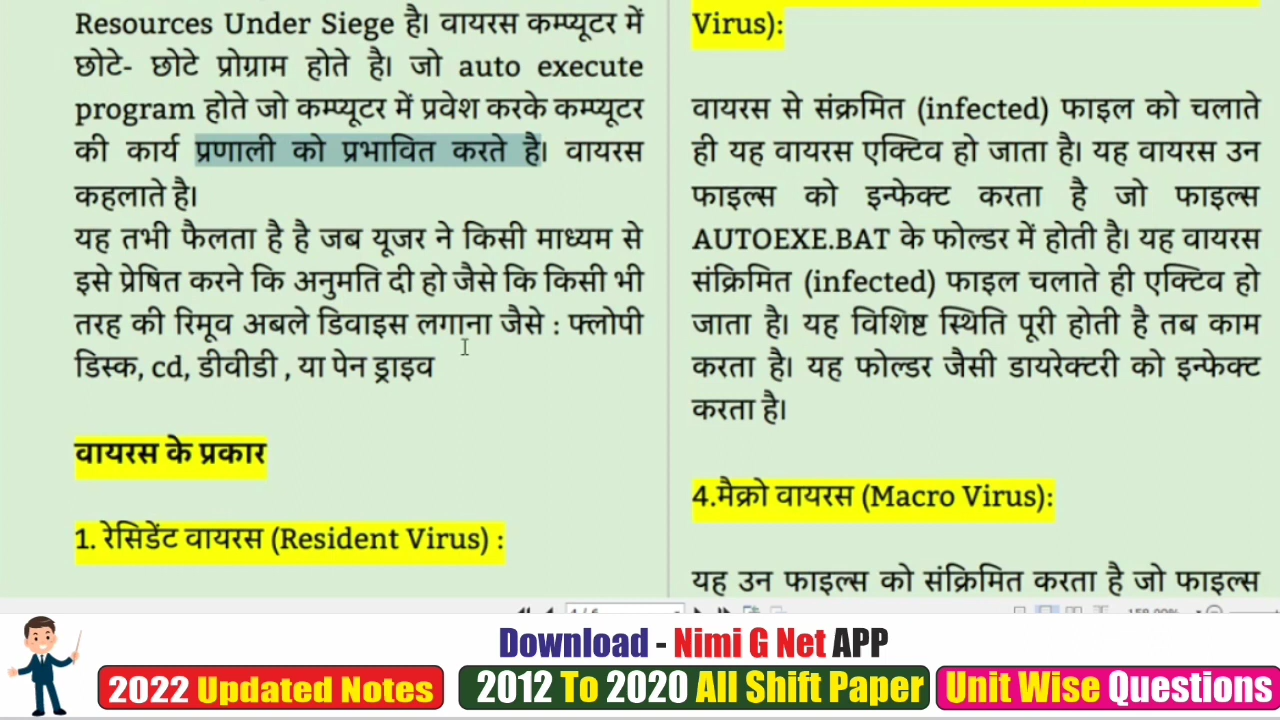 Resources Under Siege है। वायरस कम्प्यूटर में
छोटे- छोटे प्रोग्राम होते है। जो auto execute
program होते जो कम्प्यूटर में प्रवेश करके कम्प्यूटर
की कार्य प्रणाली को प्रभावित करते है। वायरस
कहलाते है।
यह तभी फैलता है है जब यूजर ने किसी माध्यम से
इसे प्रेषित करने कि अनुमति दी हो जैसे कि किसी भी
तरह की रिमूव अबले डिवाइस लगाना जैसे : फ्लोपी
डिस्क, cd, डीवीडी , या पेन ड्राइव
वायरस के प्रकार
1. रेसिडेंट वायरस (Resident Virus) :
Virus):
वायरस से संक्रमित (infected) फाइल को चलाते
ही यह वायरस एक्टिव हो जाता है। यह वायरस उन
फाइल्स को इन्फेक्ट करता है जो फाइल्स
AUTOEXE.BAT के फोल्डर में होती है। यह वायरस
संक्रिमित (infected) फाइल चलाते ही एक्टिव हो
जाता है। यह विशिष्ट स्थिति पूरी होती है तब काम
करता है। यह फोल्डर जैसी डायरेक्टरी को इन्फेक्ट
करता है।
4.मैक्रो वायरस (Macro Virus):
यह उन फाइल्स को संक्रिमित करता है जो फाइल्स
Download - Nimi G Net APP
2022 Updated Notes
2012 To 2020 All Shift Paper
Unit Wise Questions